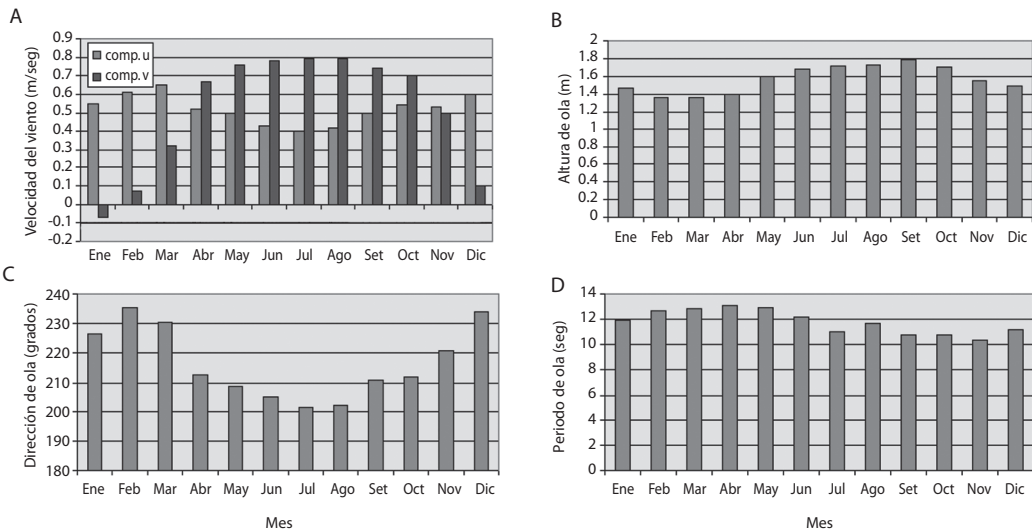 A
Velocidad del viento (m/seg)
0.9
0.8
0.7
0.6
0.5
0.4
0.3
0.2
0.1
0
-0.1
-0.2
comp. u
comp. v
Ene Feb Mar Abr May Jun Jul Ago Set Oct Nov Dic
B
Altura de ola (m)
2
1.8
1.6
1.4
1.2
1
0.8
0.6
0.4
0.2
0
Ene Feb Mar Abr May Jun Jul Ago Set Oct Nov Dic
C
Dirección de ola (grados)
240
230
220
210
200
190
180
Ene Feb Mar Abr May Jun Jul Ago Set Oct Nov Dic
Mes
D
Periodo de ola (seg)
14
12
10
8
6
4
2
0
Ene Feb Mar Abr May Jun Jul Ago Set Oct Nov Dic
Mes